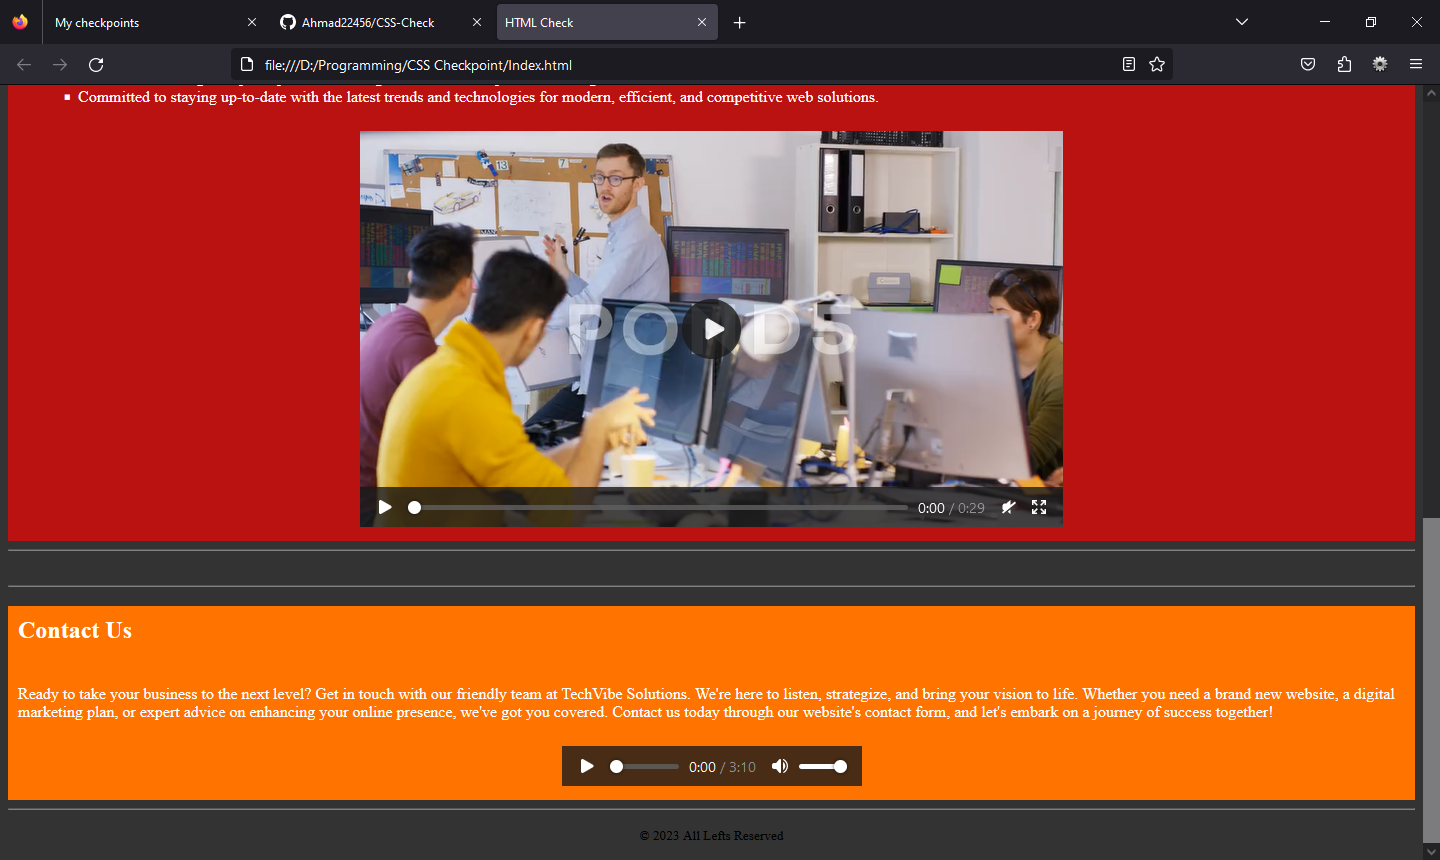 My checkpoints
Ahmad22456/CSS-Check
HTML Check
file:///D:/Programming/CSS Checkpoint/Index.html
Committed to staying up-to-date with the latest trends and technologies for modern, efficient, and competitive web solutions.
13
7
POND5
0:00 / 0:29
Contact Us
Ready to take your business to the next level? Get in touch with our friendly team at TechVibe Solutions. We're here to listen, strategize, and bring your vision to life. Whether you need a brand new website, a digital
marketing plan, or expert advice on enhancing your online presence, we've got you covered. Contact us today through our website's contact form, and let's embark on a journey of success together!
0:00 / 3:10
© 2023 All Lefts Reserved